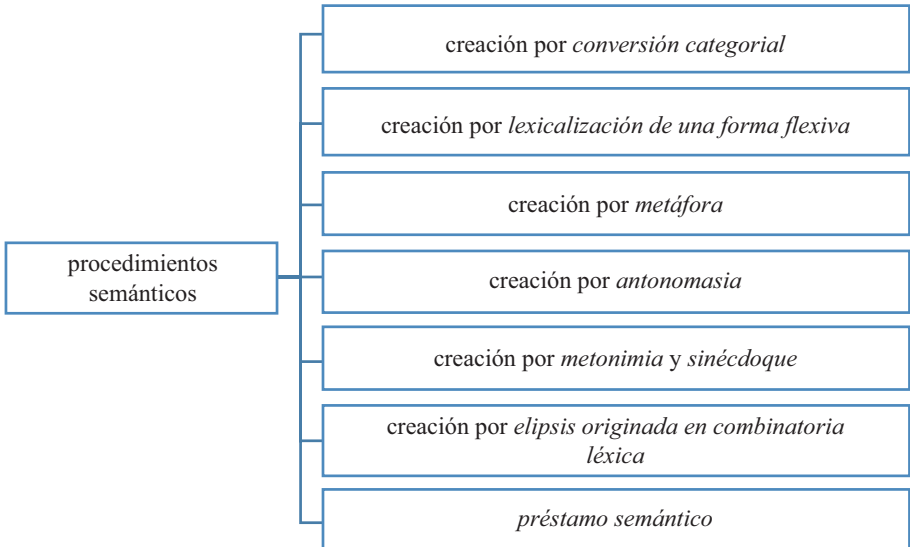 creación por conversión categorial
creación por lexicalización de una forma flexiva
creación por metáfora
procedimientos
semánticos
creación por antonomasia
creación por metonimia y sinécdoque
creación por elipsis originada en combinatoria
léxica
préstamo semántico